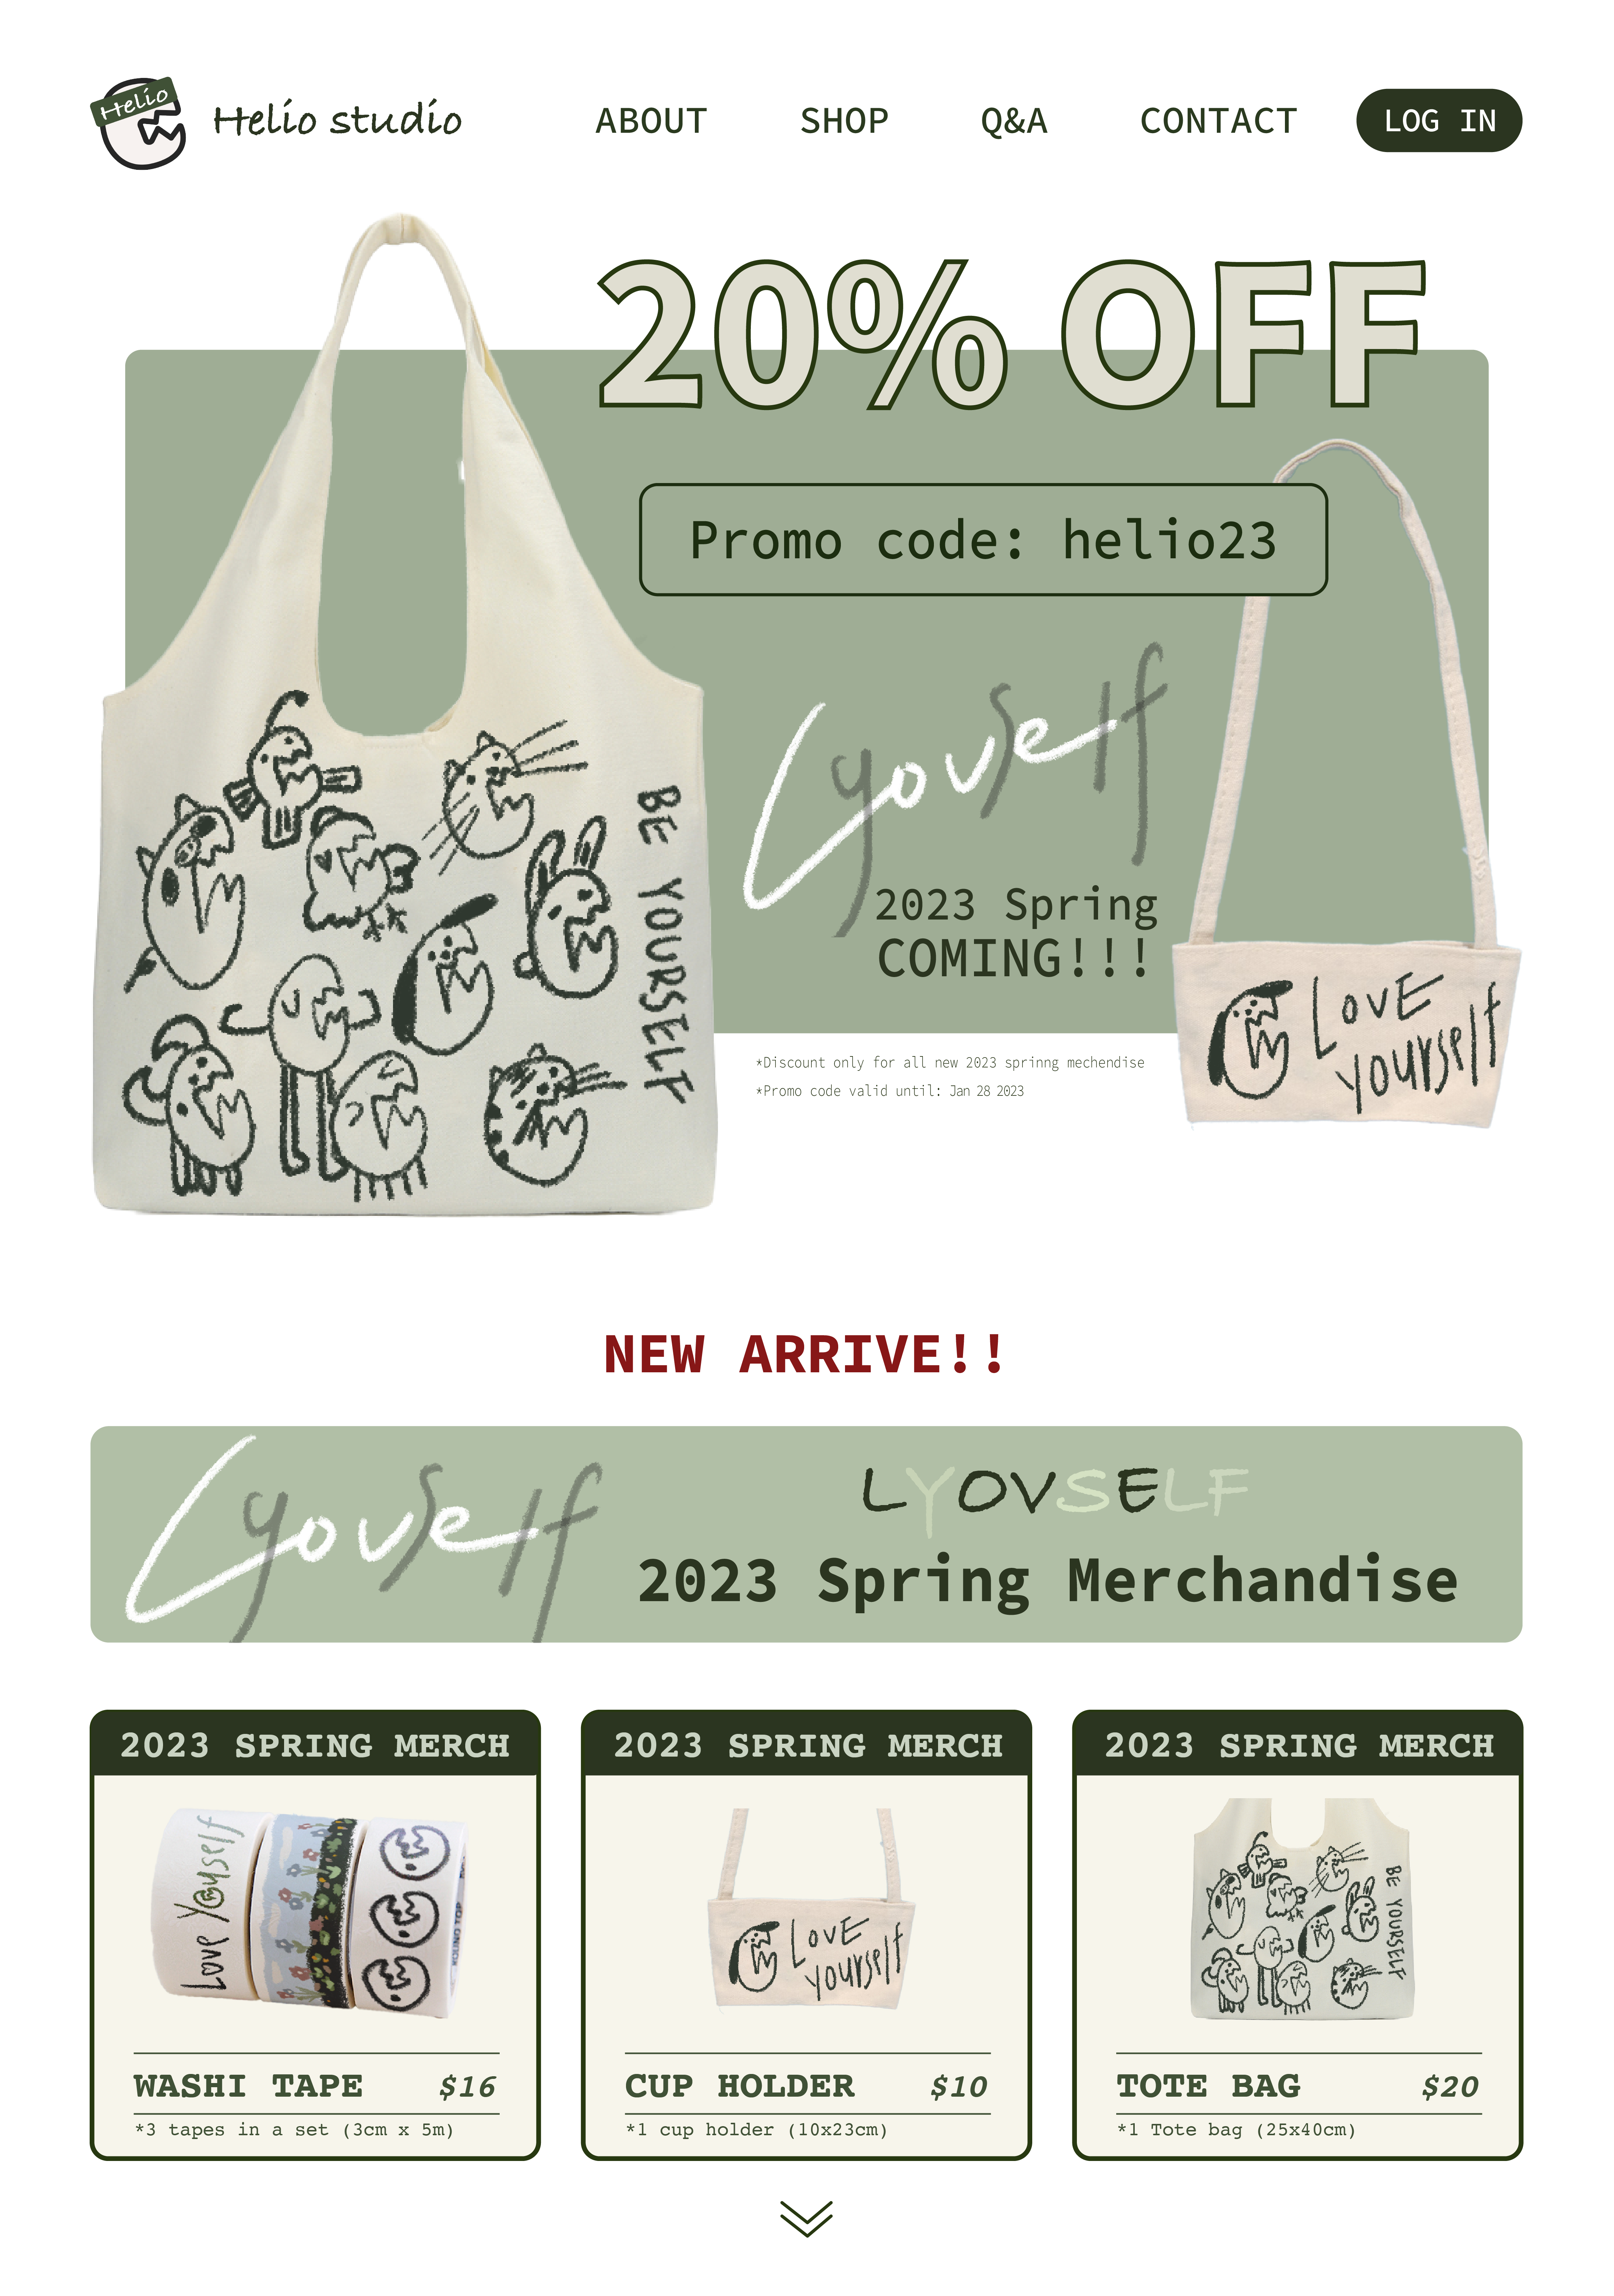 Helio
Helio studio
ABOUT
SHOP
Q&A
CONTACT
LOG IN
20% OFF
Promo code: helio23
BE YOURSELF
2023 Spring
COMING!!!
LOVE
yourself
*Discount only for all new 2023 sprinng mechendise
*Promo code valid until: Jan 28 2023
NEW ARRIVE!!
LYOVSELF
2023 Spring Merchandise
2023 SPRING MERCH
2023 SPRING MERCH
2023 SPRING MERCH
Love Yourself
LOVE
yourself
BE YOURSELF
WASHI TAPE $16
*3 tapes in a set (3cm x 5m)
CUP HOLDER $10
*1 cup holder (10x23cm)
TOTE BAG $20
*1 Tote bag (25x40cm)